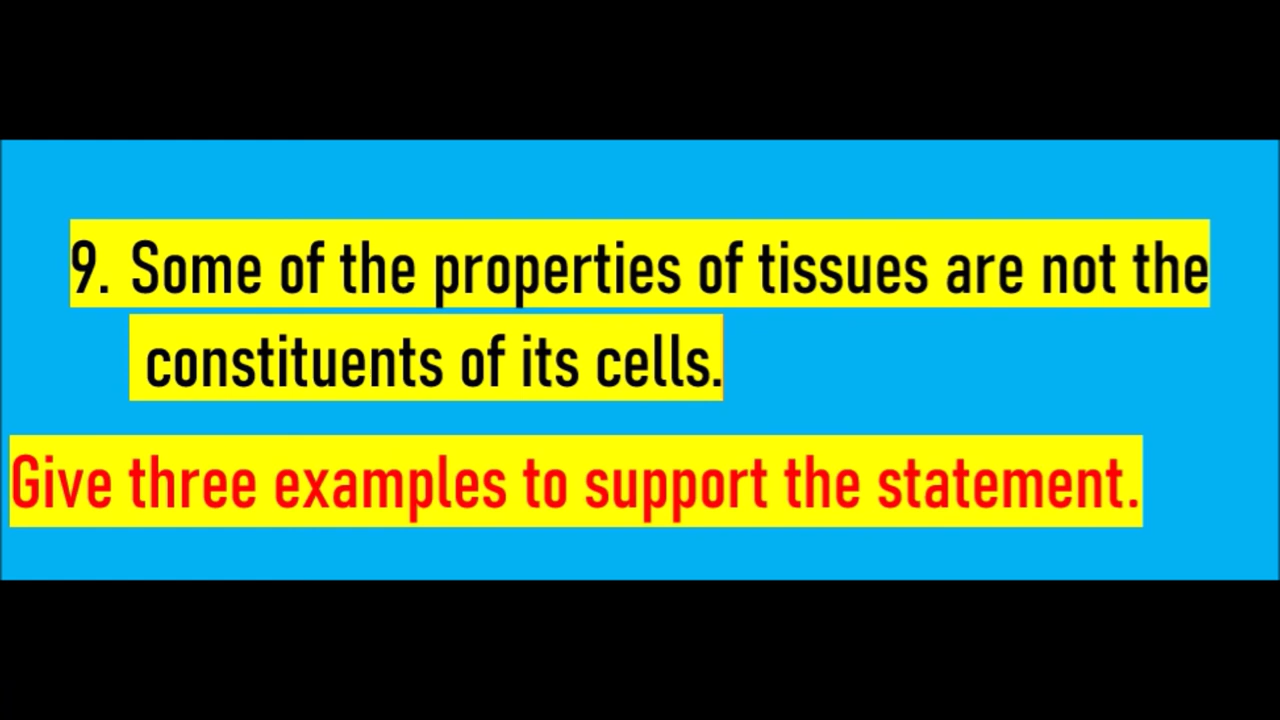 9. Some of the properties of tissues are not the
constituents of its cells.
Give three examples to support the statement.